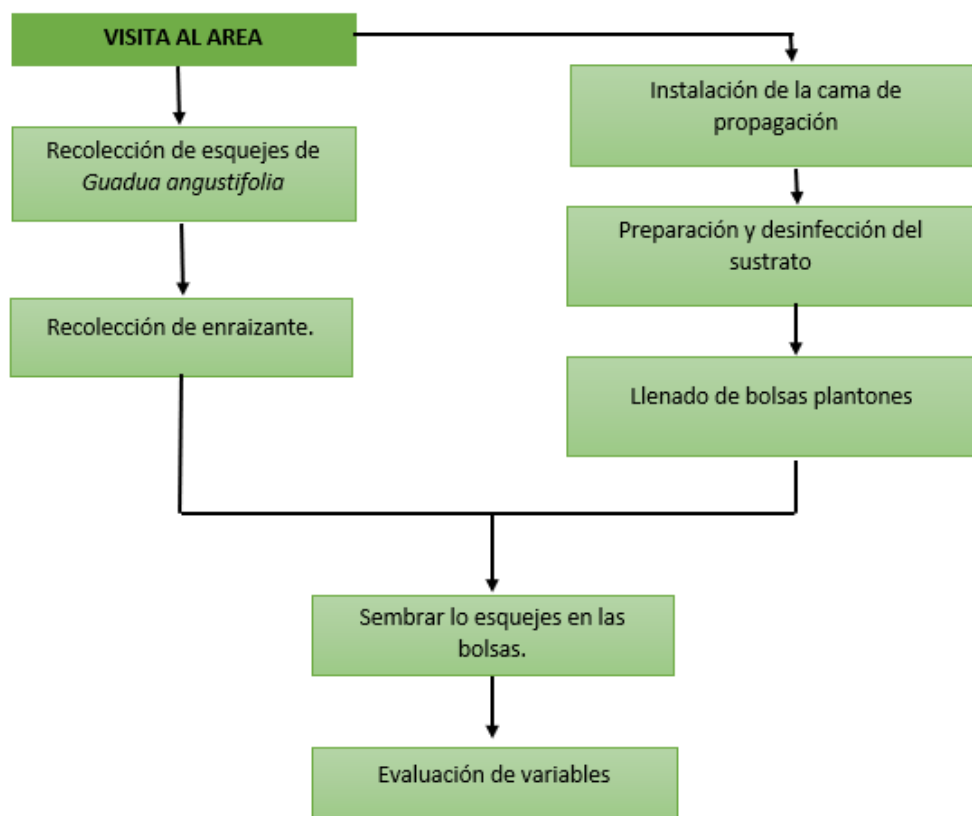 VISITA AL AREA
Recolección de esquejes de
Guadua angustifolia
Recolección de enraizante.
Instalación de la cama de
propagación
Preparación y desinfección del
sustrato
Llenado de bolsas plantones
Sembrar lo esquejes en las
bolsas.
Evaluación de variables